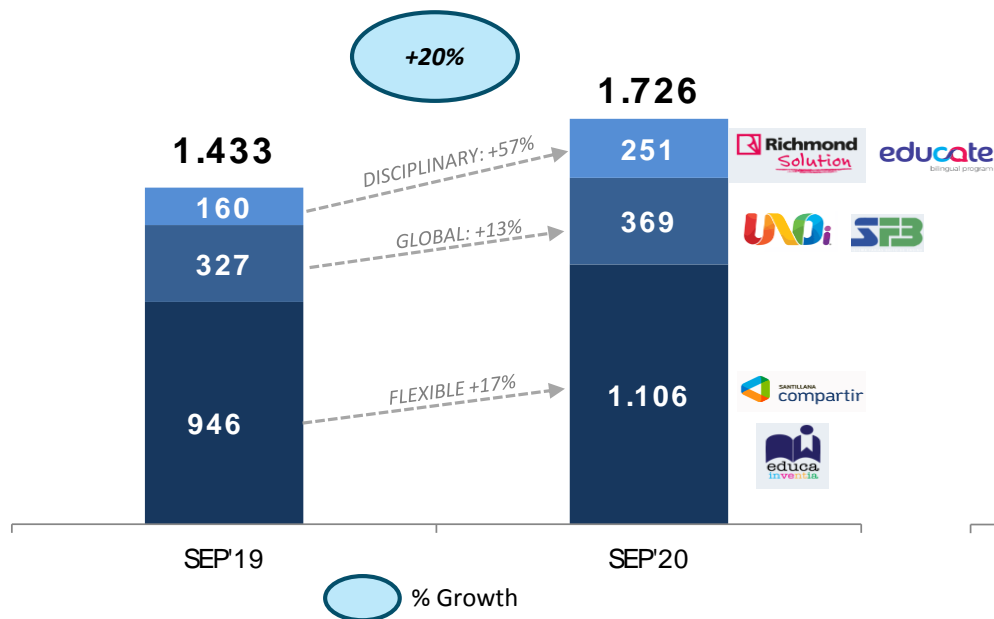 +20%
1.433
1.726
DISCIPLINARY: +57%
160
251
Richmond
Solution
educate
bilingual program
GLOBAL: +13%
327
369
UNOi
SFB
FLEXIBLE +17%
946
1.106
SANTILLANA
compartir
educa
inventia
SEP'19
SEP'20
% Growth